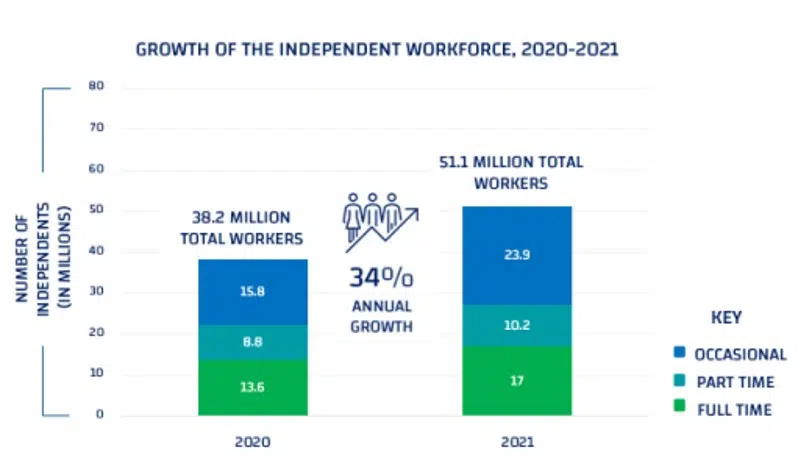 GROWTH OF THE INDEPENDENT WORKFORCE, 2020-2021
NUMBER OF
INDEPENDENTS
(IN MILLIONS)
80
70
60
50
40
30
20
10
0
38.2 MILLION
TOTAL WORKERS
15.8
8.8
13.6
2020
34%
ANNUAL
GROWTH
51.1 MILLION TOTAL
WORKERS
23.9
10.2
17
2021
KEY
OCCASIONAL
PART TIME
FULL TIME